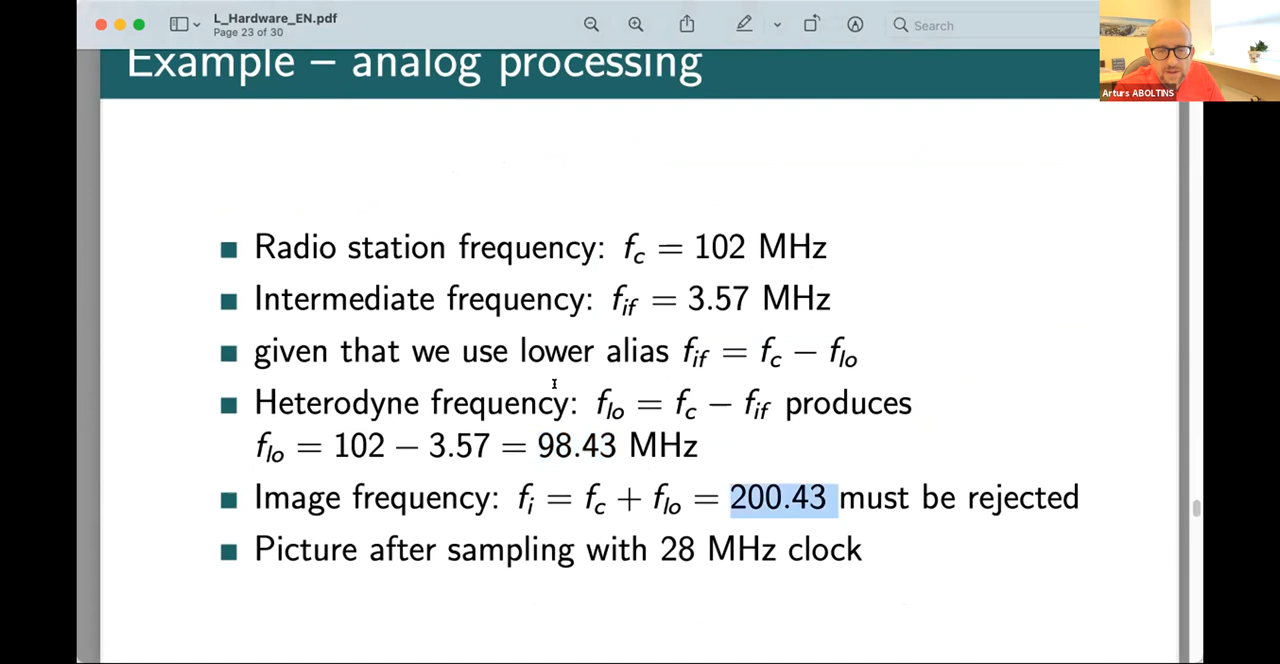 L_Hardware_EN.pdf
Page 23 of 30
Search
Arturs ABOLTINS
Example – analog processing
Radio station frequency: f_c = 102 MHz
Intermediate frequency: f_if = 3.57 MHz
given that we use lower alias f_if = f_c − f_lo
Heterodyne frequency: f_lo = f_c − f_if produces
f_lo = 102 − 3.57 = 98.43 MHz
Image frequency: f_i = f_c + f_lo = 200.43 must be rejected
Picture after sampling with 28 MHz clock